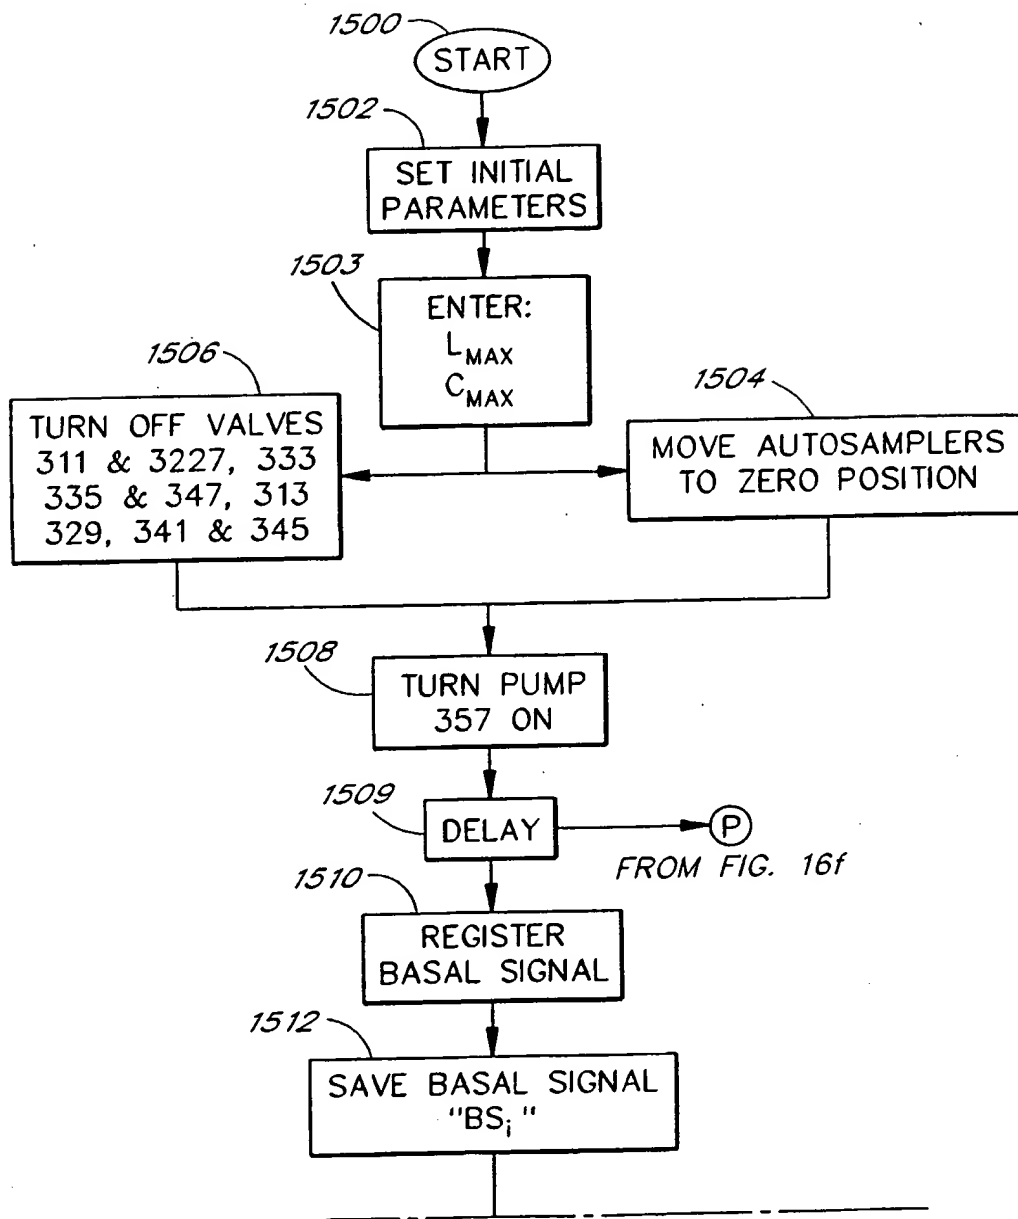 1500
START
1502
SET INITIAL
PARAMETERS
1503
ENTER:
L_MAX
C_MAX
1506
TURN OFF VALVES
311 & 3227, 333
335 & 347, 313
329, 341 & 345
1504
MOVE AUTOSAMPLERS
TO ZERO POSITION
1508
TURN PUMP
357 ON
1509
DELAY
P
FROM FIG. 16f
1510
REGISTER
BASAL SIGNAL
1512
SAVE BASAL SIGNAL
"BS_i"